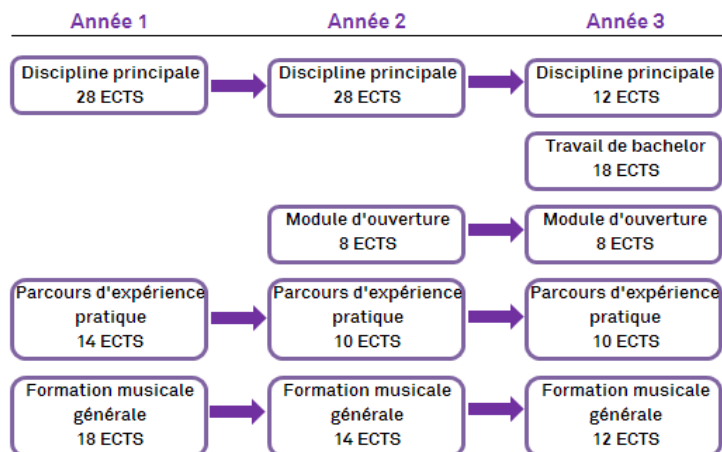 Année 1
Année 2
Année 3
Discipline principale
28 ECTS
Discipline principale
28 ECTS
Discipline principale
12 ECTS
Travail de bachelor
18 ECTS
Module d'ouverture
8 ECTS
Module d'ouverture
8 ECTS
Parcours d'expérience
pratique
14 ECTS
Parcours d'expérience
pratique
10 ECTS
Parcours d'expérience
pratique
10 ECTS
Formation musicale
générale
18 ECTS
Formation musicale
générale
14 ECTS
Formation musicale
générale
12 ECTS